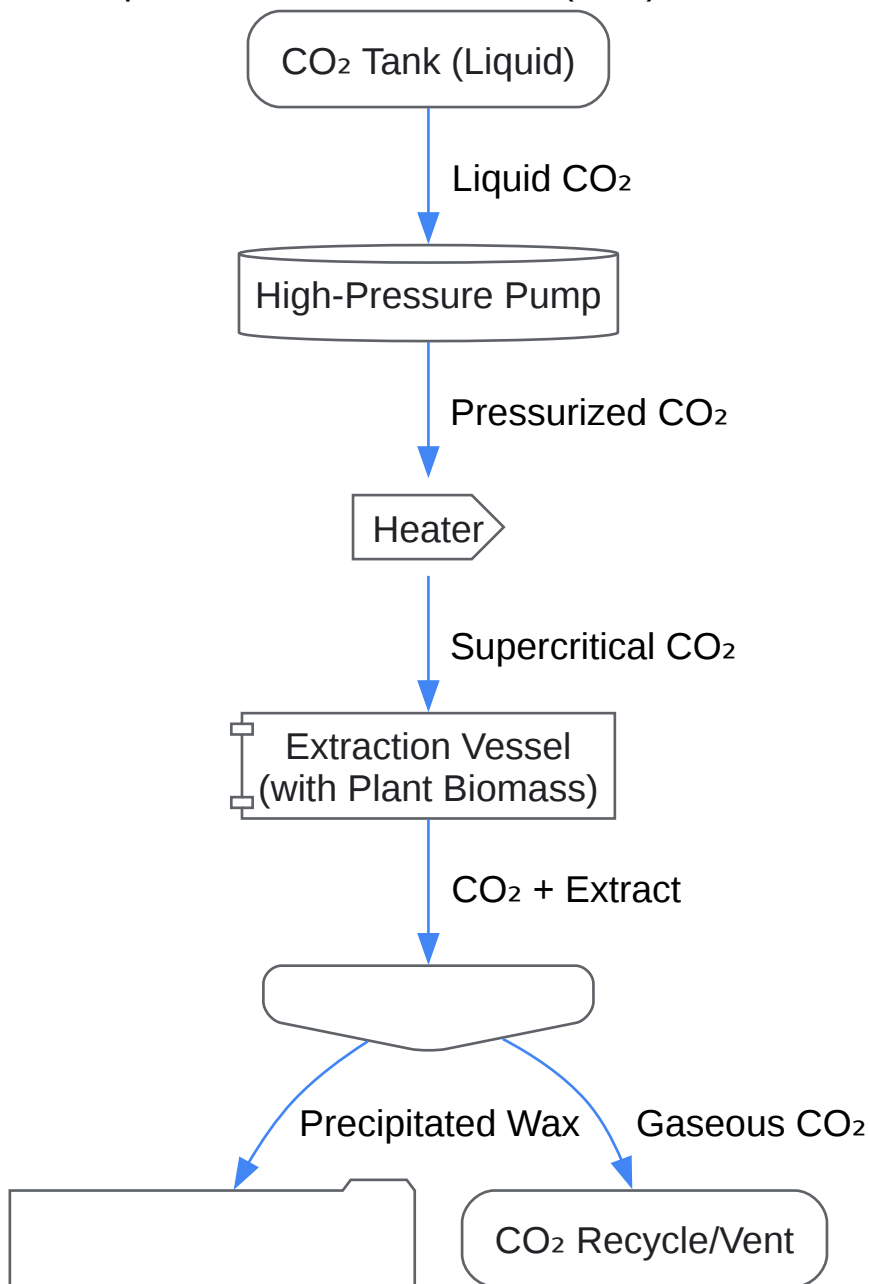 CO₂ Tank (Liquid)
Liquid CO₂
High-Pressure Pump
Pressurized CO₂
Heater
Supercritical CO₂
Extraction Vessel
(with Plant Biomass)
CO₂ + Extract
Precipitated Wax
Gaseous CO₂
CO₂ Recycle/Vent